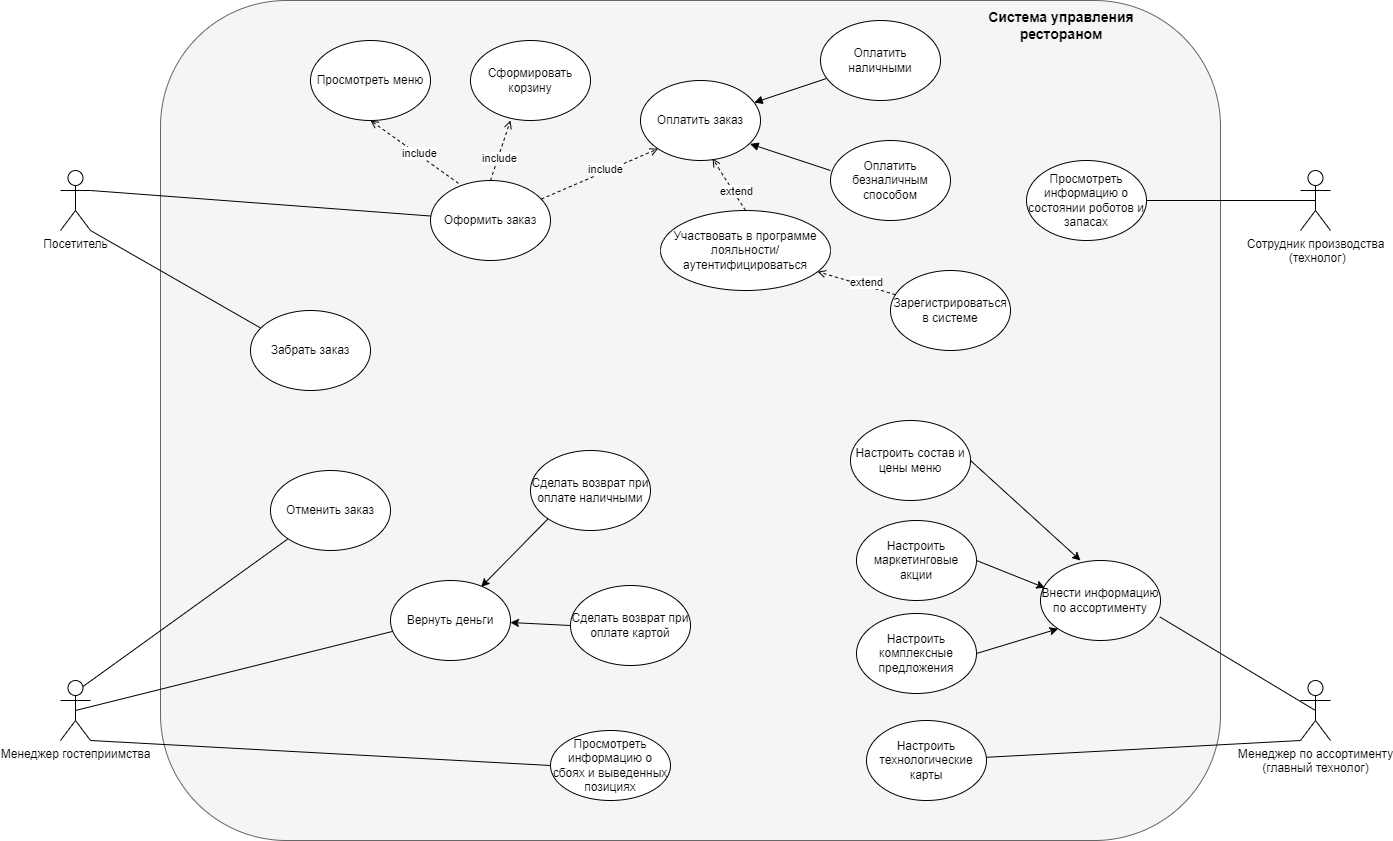 Система управления
рестораном
Просмотреть меню
Сформировать
корзину
Оплатить заказ
Оплатить
наличными
Оплатить
безналичным
способом
include
include
include
extend
Оформить заказ
Участвовать в программе
лояльности/
аутентифицироваться
extend
Зарегистрироваться
в системе
Просмотреть
информацию о
состоянии роботов и
запасах
Посетитель
Сотрудник производства
(технолог)
Забрать заказ
Отменить заказ
Сделать возврат при
оплате наличными
Вернуть деньги
Сделать возврат при
оплате картой
Настроить состав и
цены меню
Настроить
маркетинговые
акции
Внести информацию
по ассортименту
Настроить
комплексные
предложения
Просмотреть
информацию о
сбоях и выведенных
позициях
Настроить
технологические
карты
Менеджер гостеприимства
Менеджер по ассортименту
(главный технолог)